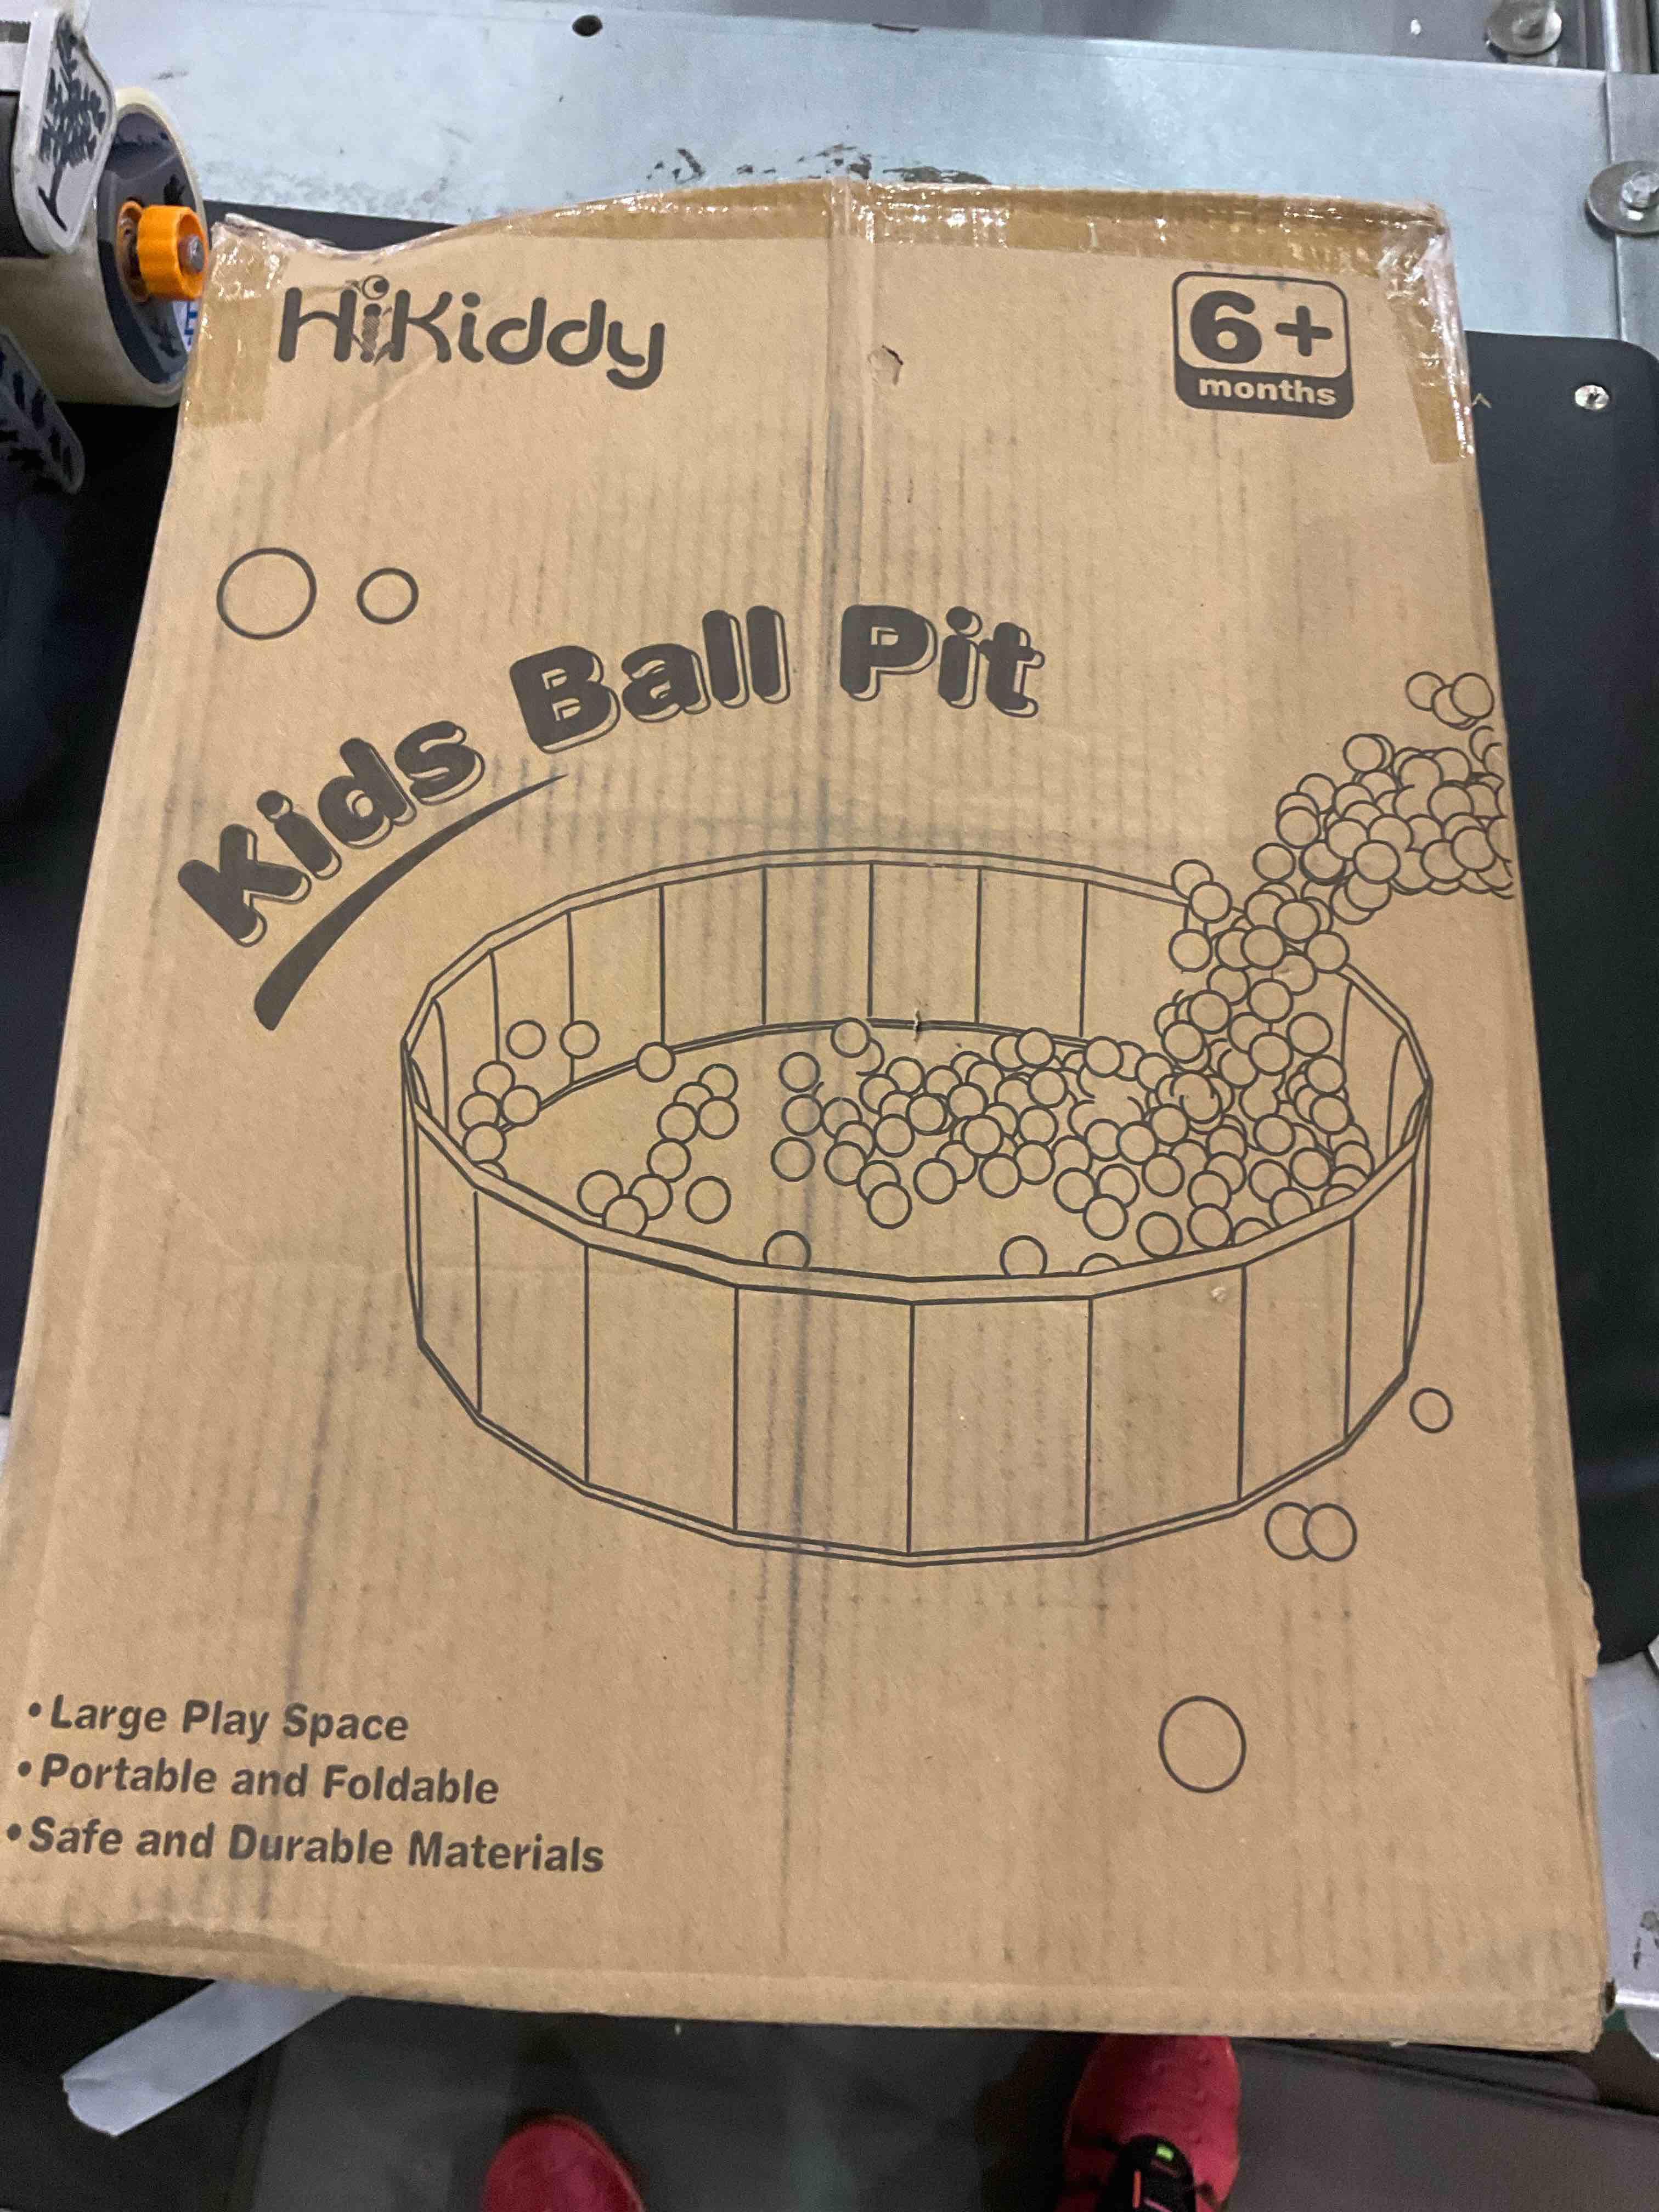 HiKiddy
6+
months
Kids Ball Pit
•Large Play Space
•Portable and Foldable
•Safe and Durable Materials